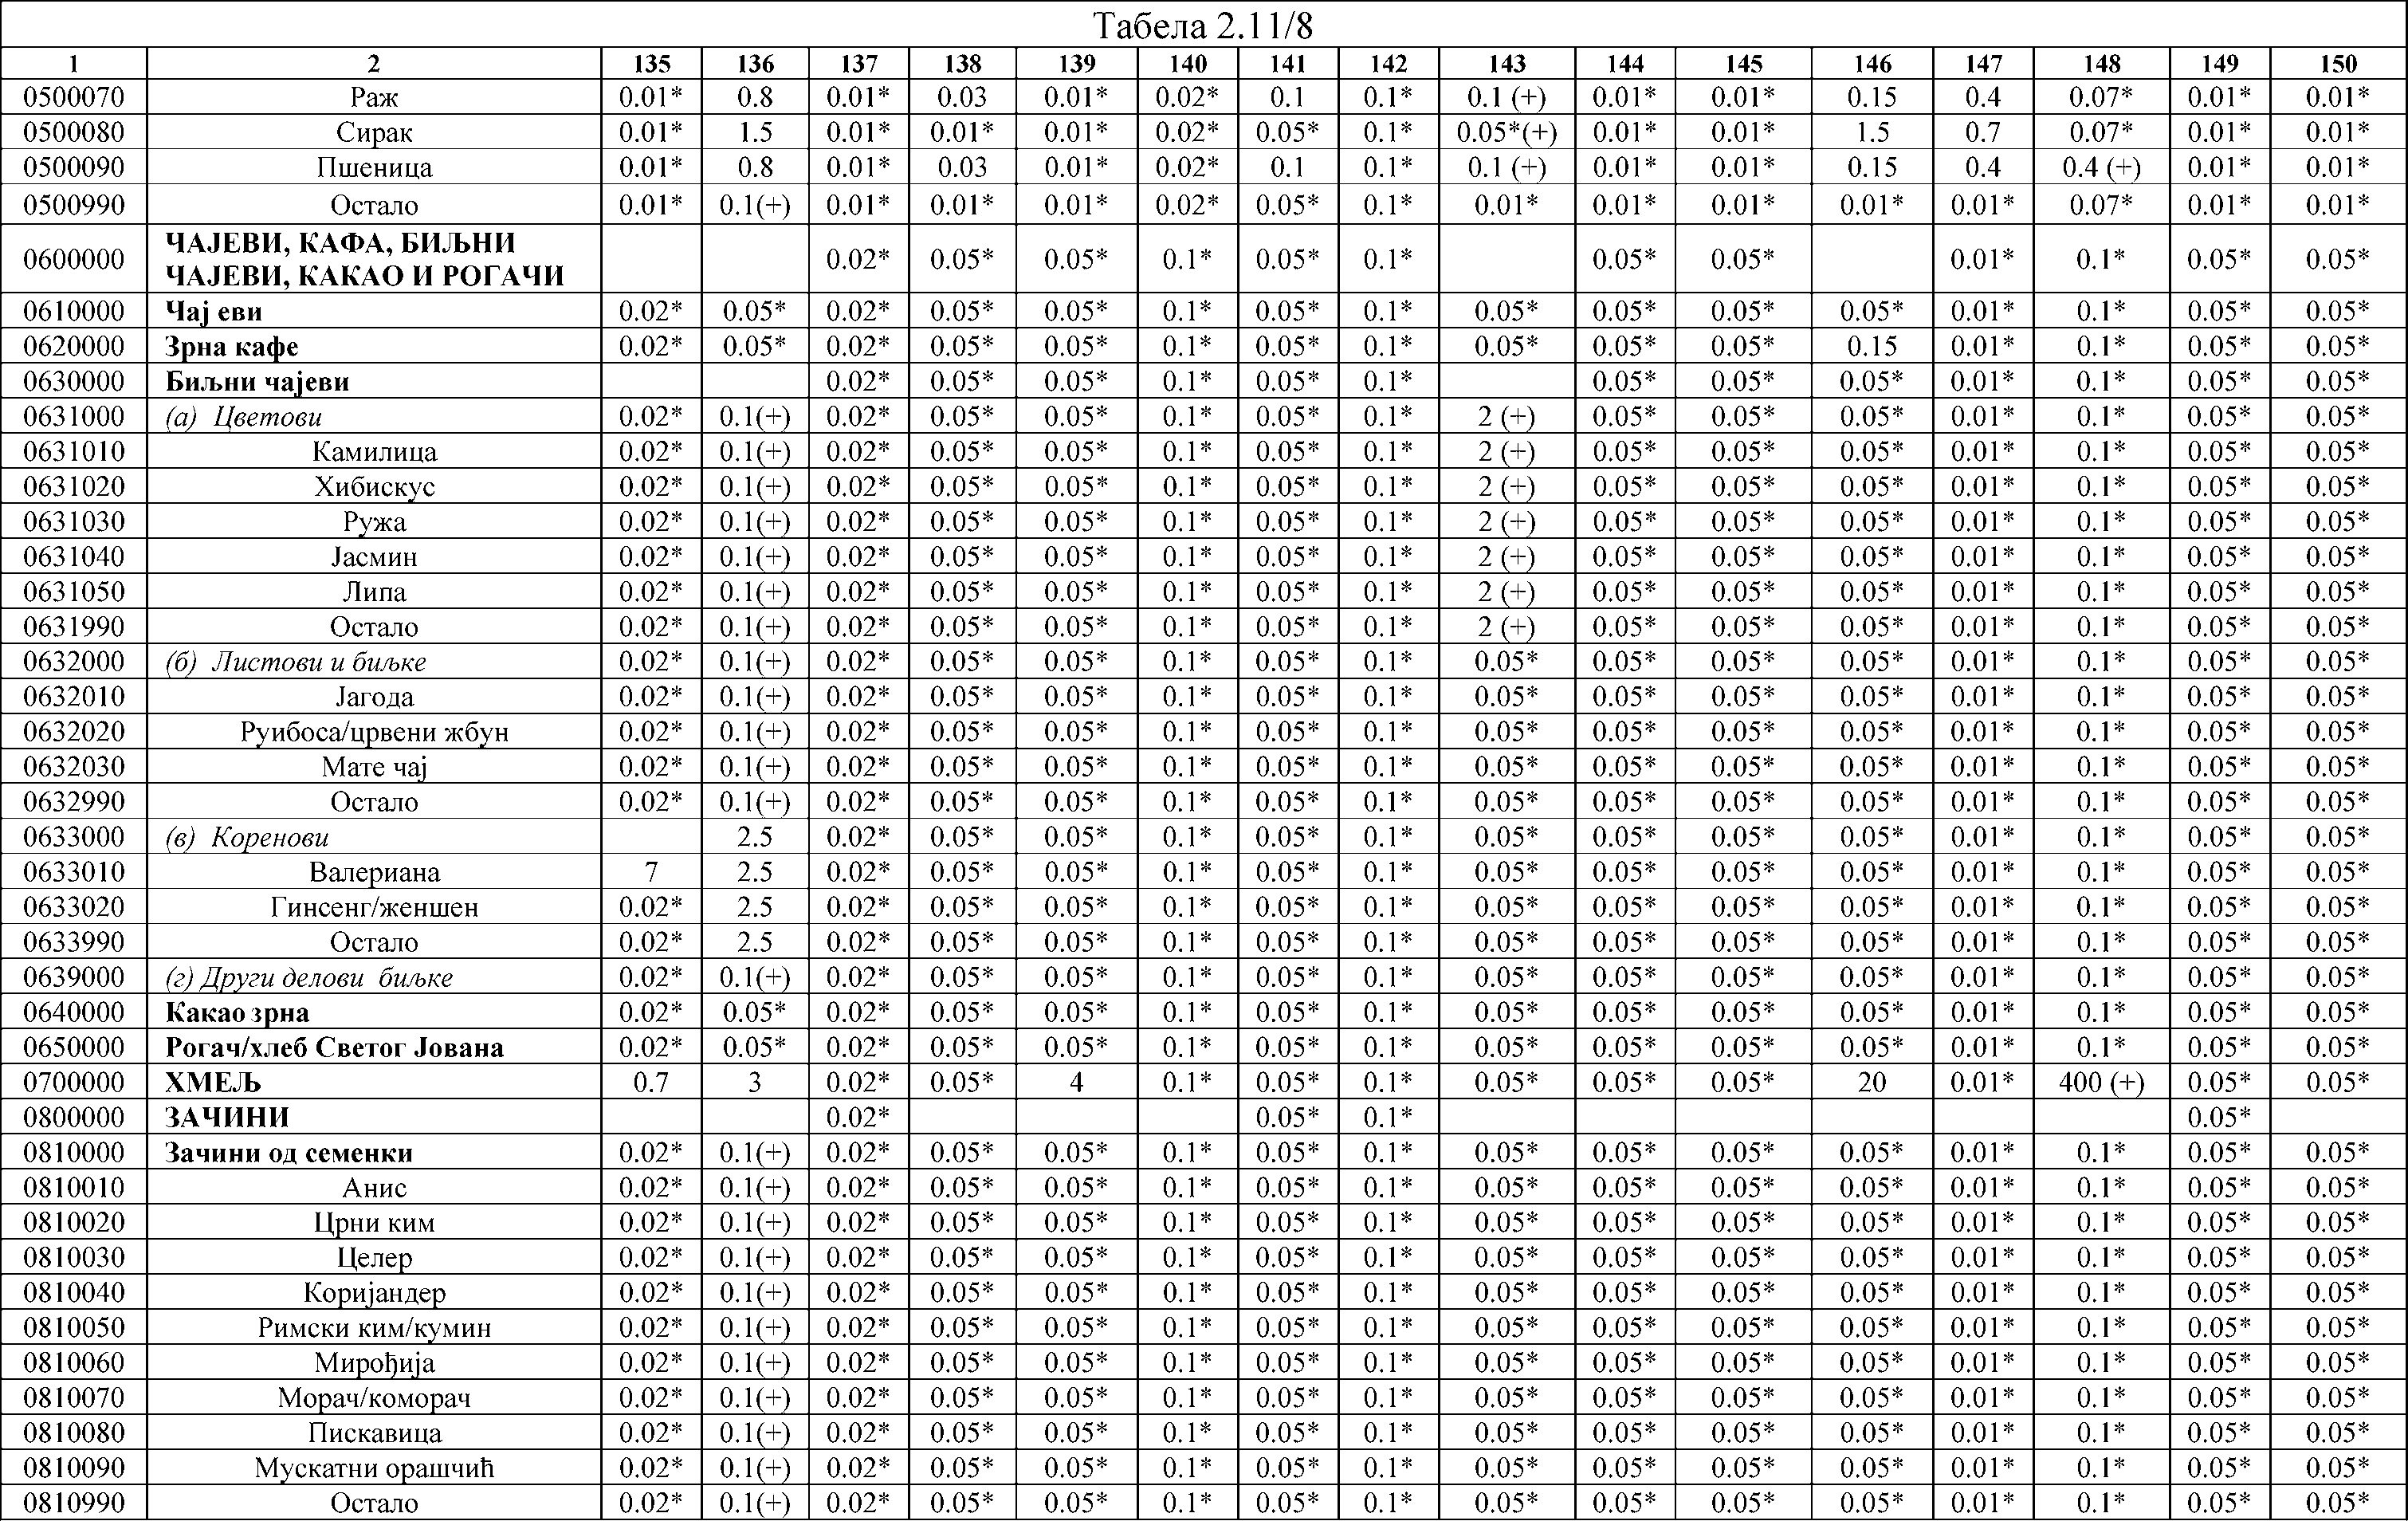 Табела 2.11/8
1 2 135 136 137 138 139 140 141 142 143 144 145 146 147 148 149 150
0500070 Раж 0.01* 0.8 0.01* 0.03 0.01* 0.02* 0.1 0.1* 0.1 (+) 0.01* 0.01* 0.15 0.4 0.07* 0.01* 0.01*
0500080 Сирак 0.01* 1.5 0.01* 0.01* 0.01* 0.02* 0.05* 0.1* 0.05*(+) 0.01* 0.01* 1.5 0.7 0.07* 0.01* 0.01*
0500090 Пшеница 0.01* 0.8 0.01* 0.03 0.01* 0.02* 0.1 0.1* 0.1 (+) 0.01* 0.01* 0.15 0.4 0.4 (+) 0.01* 0.01*
0500990 Остало 0.01* 0.1(+) 0.01* 0.01* 0.01* 0.02* 0.05* 0.1* 0.01* 0.01* 0.01* 0.01* 0.01* 0.07* 0.01* 0.01*
0600000 ЧАЈЕВИ, КАФА, БИЉНИ
ЧАЈЕВИ, КАКАО И РОГАЧИ 0.02* 0.05* 0.05* 0.1* 0.05* 0.1* 0.05* 0.05* 0.01* 0.1* 0.05* 0.05*
0610000 Чај еви 0.02* 0.05* 0.02* 0.05* 0.05* 0.1* 0.05* 0.1* 0.05* 0.05* 0.05* 0.05* 0.01* 0.1* 0.05* 0.05*
0620000 Зрна кафе 0.02* 0.05* 0.02* 0.05* 0.05* 0.1* 0.05* 0.1* 0.05* 0.05* 0.05* 0.15 0.01* 0.1* 0.05* 0.05*
0630000 Биљни чајеви 0.02* 0.05* 0.05* 0.1* 0.05* 0.1* 0.05* 0.05* 0.05* 0.01* 0.1* 0.05* 0.05*
0631000 (а) Цветови 0.02* 0.1(+) 0.02* 0.05* 0.05* 0.1* 0.05* 0.1* 2 (+) 0.05* 0.05* 0.05* 0.01* 0.1* 0.05* 0.05*
0631010 Камилица 0.02* 0.1(+) 0.02* 0.05* 0.05* 0.1* 0.05* 0.1* 2 (+) 0.05* 0.05* 0.05* 0.01* 0.1* 0.05* 0.05*
0631020 Хибискус 0.02* 0.1(+) 0.02* 0.05* 0.05* 0.1* 0.05* 0.1* 2 (+) 0.05* 0.05* 0.05* 0.01* 0.1* 0.05* 0.05*
0631030 Ружа 0.02* 0.1(+) 0.02* 0.05* 0.05* 0.1* 0.05* 0.1* 2 (+) 0.05* 0.05* 0.05* 0.01* 0.1* 0.05* 0.05*
0631040 Јасмин 0.02* 0.1(+) 0.02* 0.05* 0.05* 0.1* 0.05* 0.1* 2 (+) 0.05* 0.05* 0.05* 0.01* 0.1* 0.05* 0.05*
0631050 Липа 0.02* 0.1(+) 0.02* 0.05* 0.05* 0.1* 0.05* 0.1* 2 (+) 0.05* 0.05* 0.05* 0.01* 0.1* 0.05* 0.05*
0631990 Остало 0.02* 0.1(+) 0.02* 0.05* 0.05* 0.1* 0.05* 0.1* 2 (+) 0.05* 0.05* 0.05* 0.01* 0.1* 0.05* 0.05*
0632000 (б) Листови и биљке 0.02* 0.1(+) 0.02* 0.05* 0.05* 0.1* 0.05* 0.1* 0.05* 0.05* 0.05* 0.05* 0.01* 0.1* 0.05* 0.05*
0632010 Јагода 0.02* 0.1(+) 0.02* 0.05* 0.05* 0.1* 0.05* 0.1* 0.05* 0.05* 0.05* 0.05* 0.01* 0.1* 0.05* 0.05*
0632020 Руибоса/црвени жбун 0.02* 0.1(+) 0.02* 0.05* 0.05* 0.1* 0.05* 0.1* 0.05* 0.05* 0.05* 0.05* 0.01* 0.1* 0.05* 0.05*
0632030 Мате чај 0.02* 0.1(+) 0.02* 0.05* 0.05* 0.1* 0.05* 0.1* 0.05* 0.05* 0.05* 0.05* 0.01* 0.1* 0.05* 0.05*
0632990 Остало 0.02* 0.1(+) 0.02* 0.05* 0.05* 0.1* 0.05* 0.1* 0.05* 0.05* 0.05* 0.05* 0.01* 0.1* 0.05* 0.05*
0633000 (в) Коренови 2.5 0.02* 0.05* 0.05* 0.1* 0.05* 0.1* 0.05* 0.05* 0.05* 0.05* 0.01* 0.1* 0.05* 0.05*
0633010 Валериана 7 2.5 0.02* 0.05* 0.05* 0.1* 0.05* 0.1* 0.05* 0.05* 0.05* 0.05* 0.01* 0.1* 0.05* 0.05*
0633020 Гинсенг/женшен 0.02* 2.5 0.02* 0.05* 0.05* 0.1* 0.05* 0.1* 0.05* 0.05* 0.05* 0.05* 0.01* 0.1* 0.05* 0.05*
0633990 Остало 0.02* 2.5 0.02* 0.05* 0.05* 0.1* 0.05* 0.1* 0.05* 0.05* 0.05* 0.05* 0.01* 0.1* 0.05* 0.05*
0639000 (г) Други делови биљке 0.02* 0.1(+) 0.02* 0.05* 0.05* 0.1* 0.05* 0.1* 0.05* 0.05* 0.05* 0.05* 0.01* 0.1* 0.05* 0.05*
0640000 Какао зрна 0.02* 0.05* 0.02* 0.05* 0.05* 0.1* 0.05* 0.1* 0.05* 0.05* 0.05* 0.05* 0.01* 0.1* 0.05* 0.05*
0650000 Рогач/хлеб Светог Јована 0.02* 0.05* 0.02* 0.05* 0.05* 0.1* 0.05* 0.1* 0.05* 0.05* 0.05* 0.05* 0.01* 0.1* 0.05* 0.05*
0700000 ХМЕЉ 0.7 3 0.02* 0.05* 4 0.1* 0.05* 0.1* 0.05* 0.05* 0.05* 20 0.01* 400 (+) 0.05* 0.05*
0800000 ЗАЧИНИ 0.02* 0.05* 0.1* 0.05*
0810000 Зачини од семенки 0.02* 0.1(+) 0.02* 0.05* 0.05* 0.1* 0.05* 0.1* 0.05* 0.05* 0.05* 0.05* 0.01* 0.1* 0.05* 0.05*
0810010 Анис 0.02* 0.1(+) 0.02* 0.05* 0.05* 0.1* 0.05* 0.1* 0.05* 0.05* 0.05* 0.05* 0.01* 0.1* 0.05* 0.05*
0810020 Црни ким 0.02* 0.1(+) 0.02* 0.05* 0.05* 0.1* 0.05* 0.1* 0.05* 0.05* 0.05* 0.05* 0.01* 0.1* 0.05* 0.05*
0810030 Целер 0.02* 0.1(+) 0.02* 0.05* 0.05* 0.1* 0.05* 0.1* 0.05* 0.05* 0.05* 0.05* 0.01* 0.1* 0.05* 0.05*
0810040 Коријандер 0.02* 0.1(+) 0.02* 0.05* 0.05* 0.1* 0.05* 0.1* 0.05* 0.05* 0.05* 0.05* 0.01* 0.1* 0.05* 0.05*
0810050 Римски ким/кумин 0.02* 0.1(+) 0.02* 0.05* 0.05* 0.1* 0.05* 0.1* 0.05* 0.05* 0.05* 0.05* 0.01* 0.1* 0.05* 0.05*
0810060 Мирођија 0.02* 0.1(+) 0.02* 0.05* 0.05* 0.1* 0.05* 0.1* 0.05* 0.05* 0.05* 0.05* 0.01* 0.1* 0.05* 0.05*
0810070 Морач/коморач 0.02* 0.1(+) 0.02* 0.05* 0.05* 0.1* 0.05* 0.1* 0.05* 0.05* 0.05* 0.05* 0.01* 0.1* 0.05* 0.05*
0810080 Пискавица 0.02* 0.1(+) 0.02* 0.05* 0.05* 0.1* 0.05* 0.1* 0.05* 0.05* 0.05* 0.05* 0.01* 0.1* 0.05* 0.05*
0810090 Мускатни орашчић 0.02* 0.1(+) 0.02* 0.05* 0.05* 0.1* 0.05* 0.1* 0.05* 0.05* 0.05* 0.05* 0.01* 0.1* 0.05* 0.05*
0810990 Остало 0.02* 0.1(+) 0.02* 0.05* 0.05* 0.1* 0.05* 0.1* 0.05* 0.05* 0.05* 0.05* 0.01* 0.1* 0.05* 0.05*